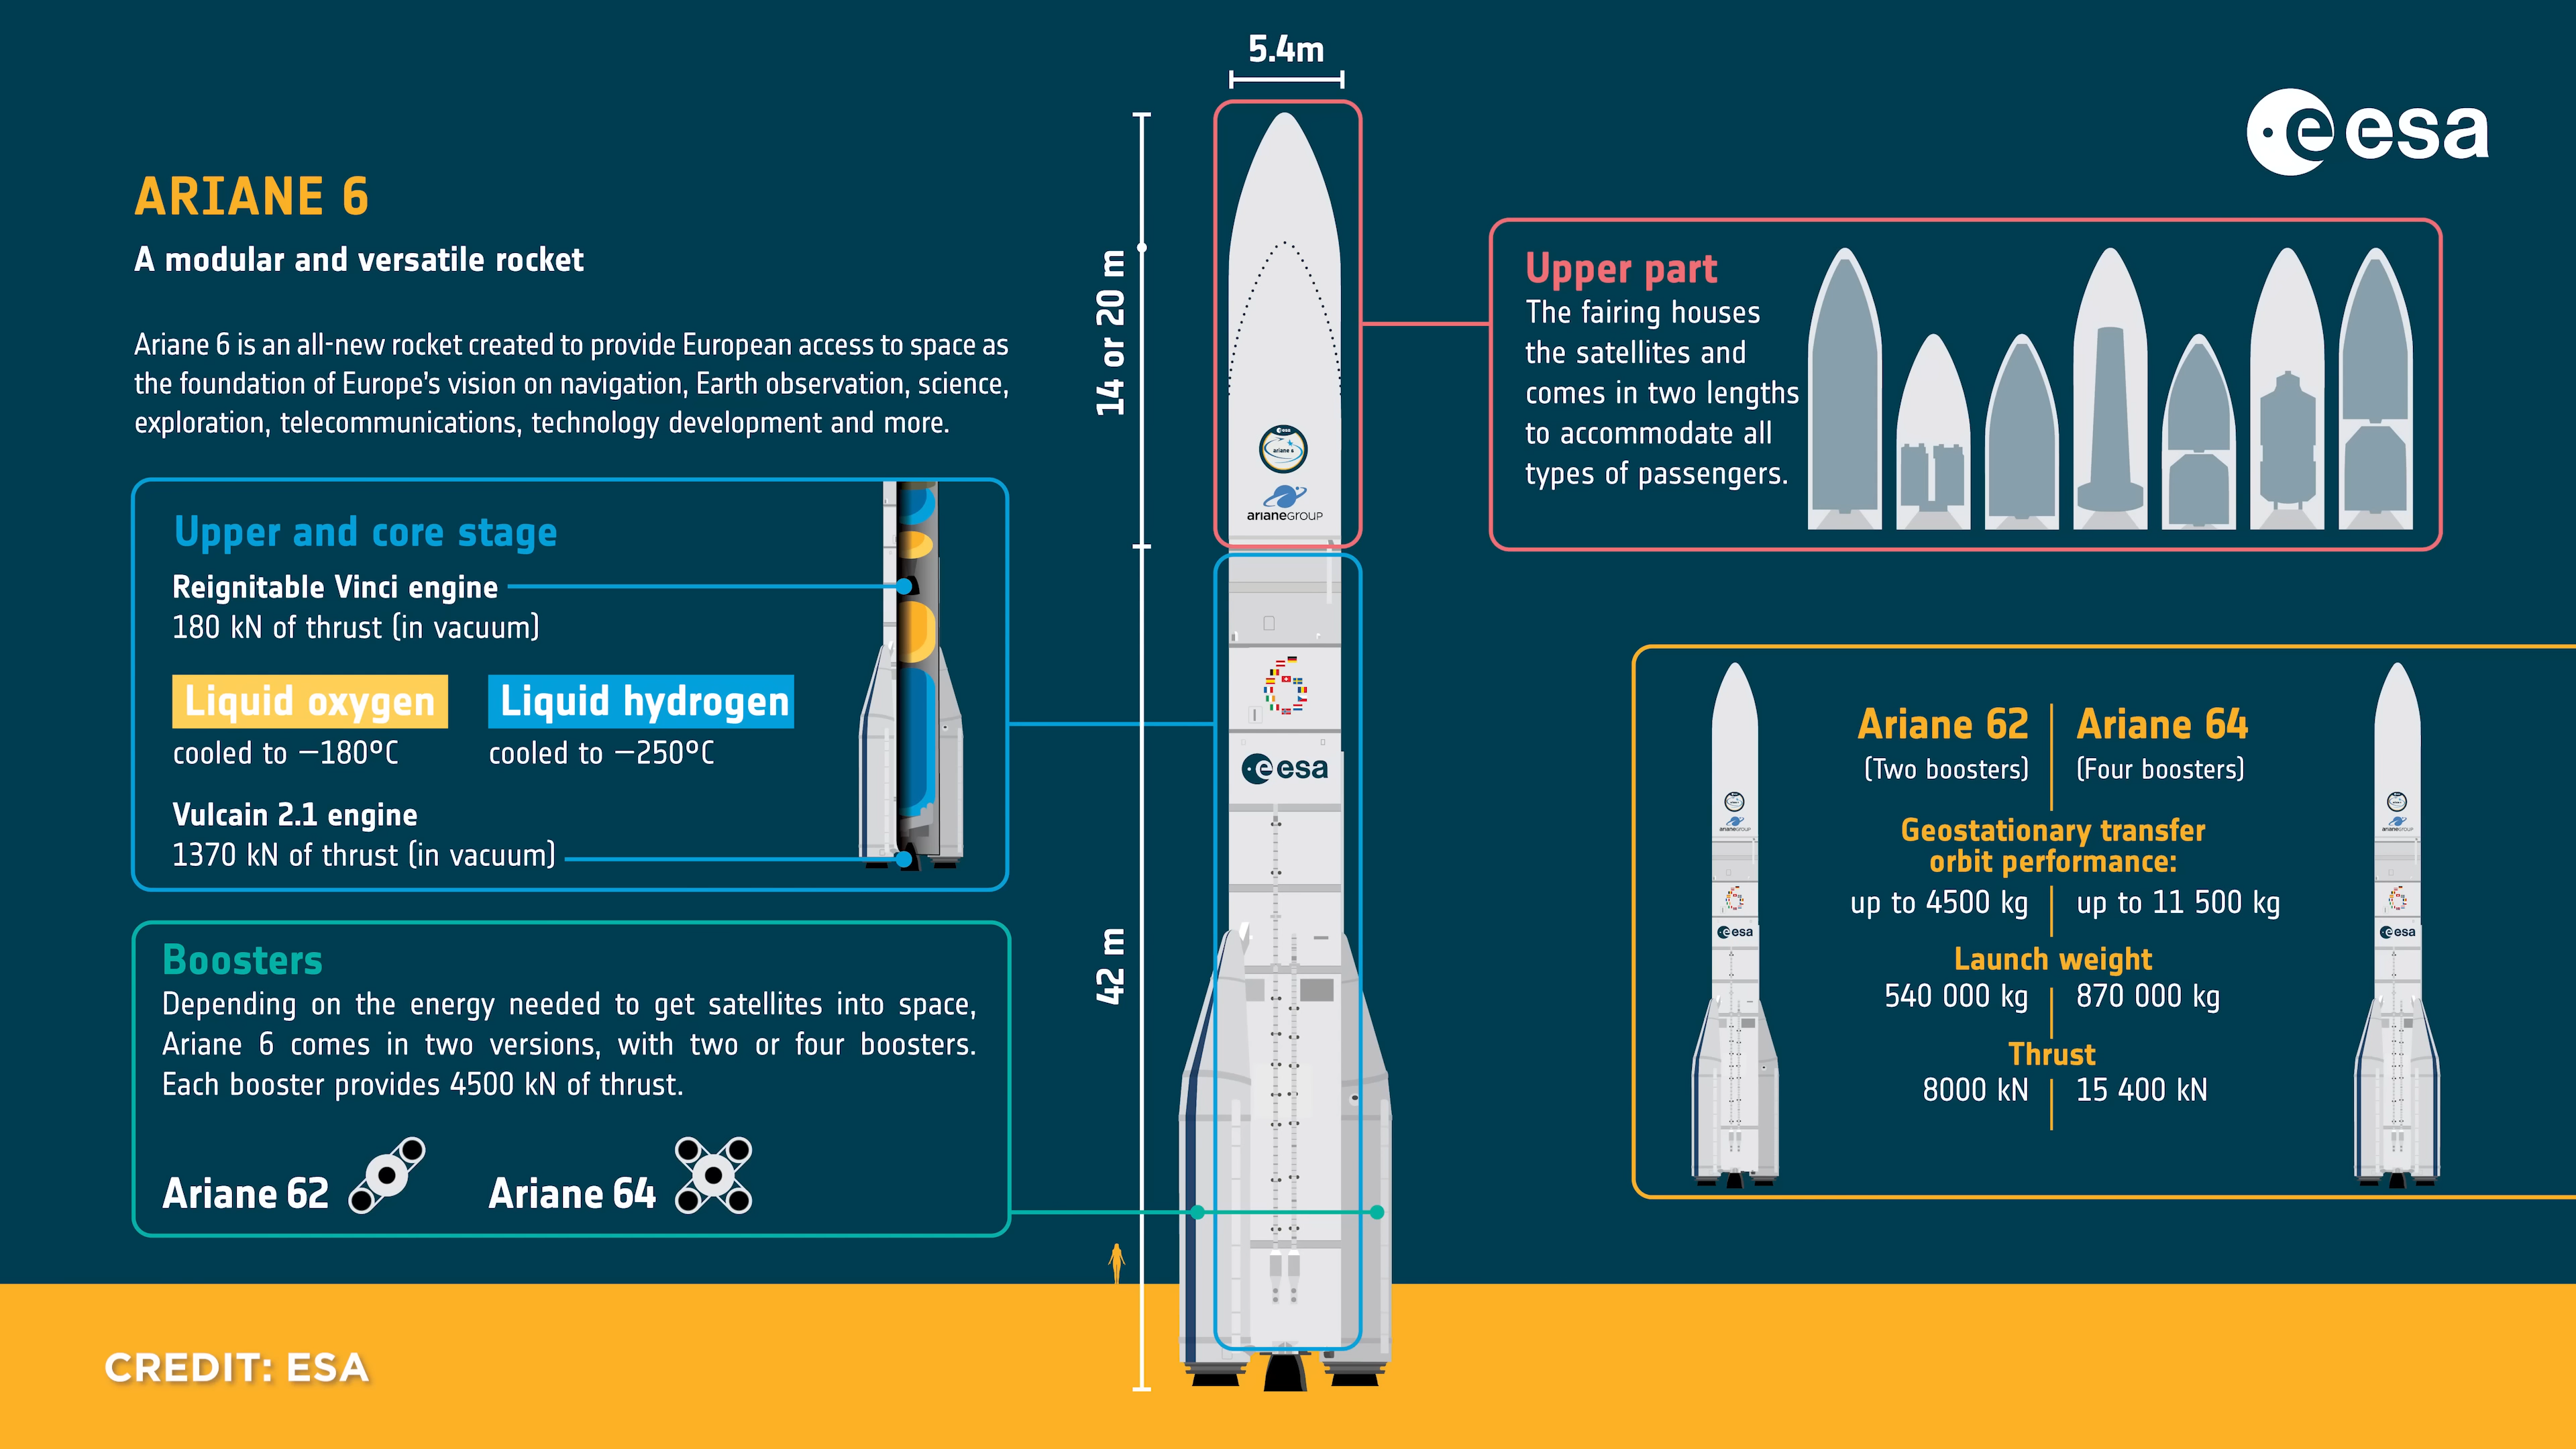 5.4m
esa
ARIANE 6
A modular and versatile rocket
Ariane 6 is an all-new rocket created to provide European access to space as
the foundation of Europe's vision on navigation, Earth observation, science,
exploration, telecommunications, technology development and more.
Upper and core stage
Reignitable Vinci engine
180 kN of thrust (in vacuum)
Liquid oxygen
cooled to –180°C
Liquid hydrogen
cooled to –250°C
Vulcain 2.1 engine
1370 kN of thrust (in vacuum)
Boosters
Depending on the energy needed to get satellites into space,
Ariane 6 comes in two versions, with two or four boosters.
Each booster provides 4500 kN of thrust.
Ariane 62
Ariane 64
14 or 20 m
42 m
esa
ariane 6
arianeGROUP
esa
Upper part
The fairing houses
the satellites and
comes in two lengths
to accommodate all
types of passengers.
arianeGROUP
esa
Ariane 62
(Two boosters)
Ariane 64
(Four boosters)
Geostationary transfer
orbit performance:
up to 4500 kg
up to 11 500 kg
Launch weight
540 000 kg
870 000 kg
Thrust
8000 kN
15 400 kN
arianeGROUP
esa
CREDIT: ESA